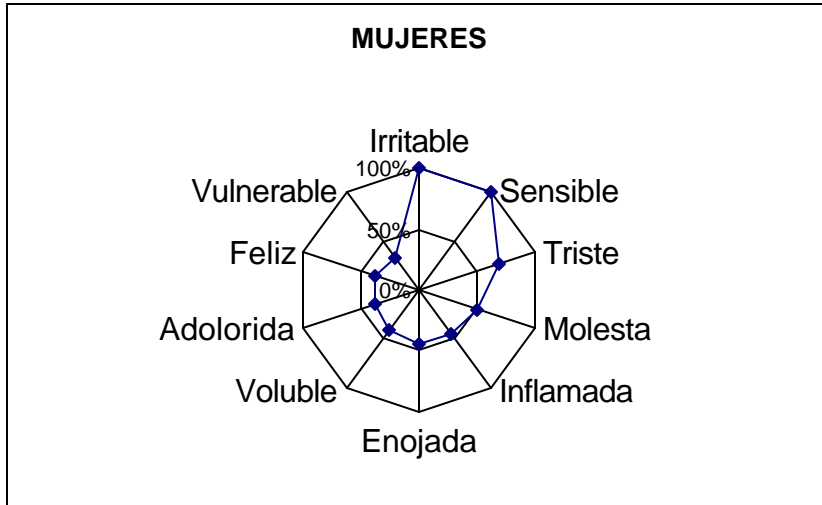 MUJERES
Irritable
100%
Vulnerable
Sensible
50%
Feliz
Triste
0%
Adolorida
Molesta
Voluble
Inflamada
Enojada